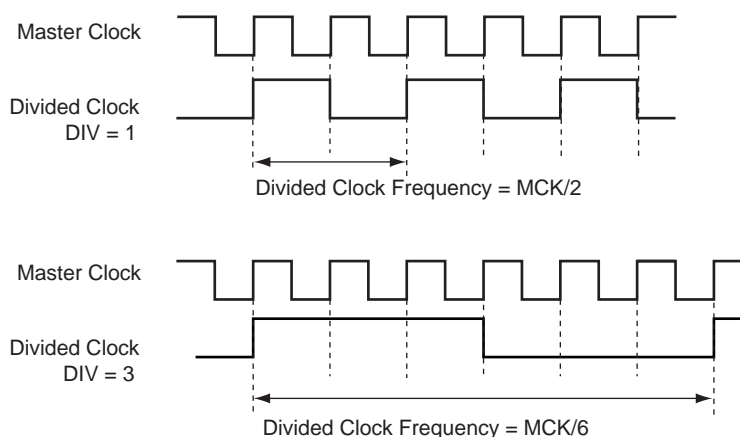 Master Clock
Divided Clock
DIV = 1
Divided Clock Frequency = MCK/2
Master Clock
Divided Clock
DIV = 3
Divided Clock Frequency = MCK/6